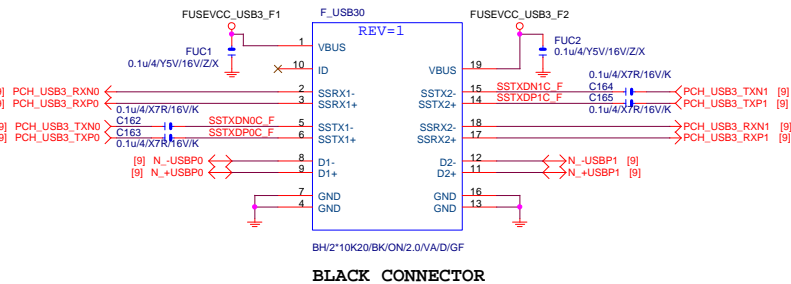 FUSEVCC_USB3_F1
F_USB30
FUSEVCC_USB3_F2
REV=1
FUC1
0.1u/4/Y5V/16V/Z/X
FUC2
0.1u/4/Y5V/16V/Z/X
1 VBUS
10 ID
VBUS 19
PCH_USB3_RXN0
2 SSRX1-
PCH_USB3_RXP0
3 SSRX1+
0.1u/4/X7R/16V/K
SSTX2- 15 SSTXDN1C_F C164 PCH_USB3_TXN1 [9]
SSTX2+ 14 SSTXDP1C_F C165 PCH_USB3_TXP1 [9]
0.1u/4/X7R/16V/K
0.1u/4/X7R/16V/K
9] PCH_USB3_TXN0 C162 SSTXDN0C_F 5 SSTX1-
9] PCH_USB3_TXP0 C163 SSTXDP0C_F 6 SSTX1+
0.1u/4/X7R/16V/K
SSRX2- 18 PCH_USB3_RXN1 [9]
SSRX2+ 17 PCH_USB3_RXP1 [9]
[9] N_-USBP0 8 D1-
[9] N_+USBP0 9 D1+
D2- 12 N_-USBP1 [9]
D2+ 11 N_+USBP1 [9]
7 GND
4 GND
GND 16
GND 13
BH/2*10K20/BK/ON/2.0/VA/D/GF
BLACK CONNECTOR